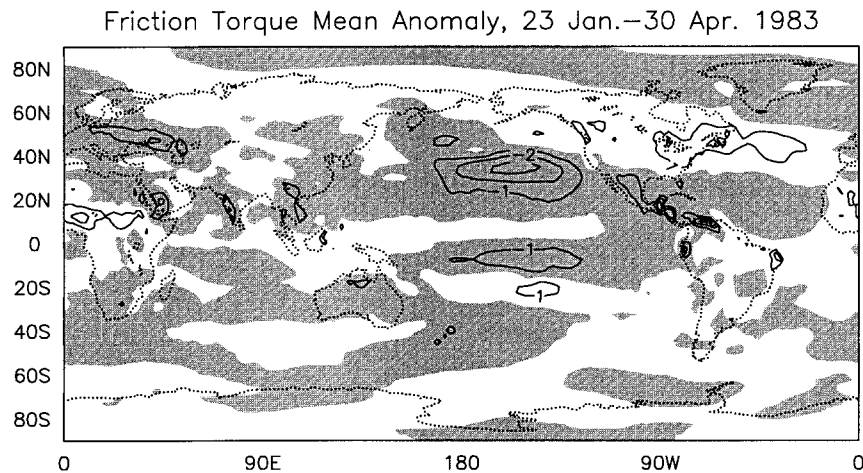 Friction Torque Mean Anomaly, 23 Jan.–30 Apr. 1983
80N
60N
40N
20N
0
20S
40S
60S
80S
2
1
1
1
0 90E 180 90W 0